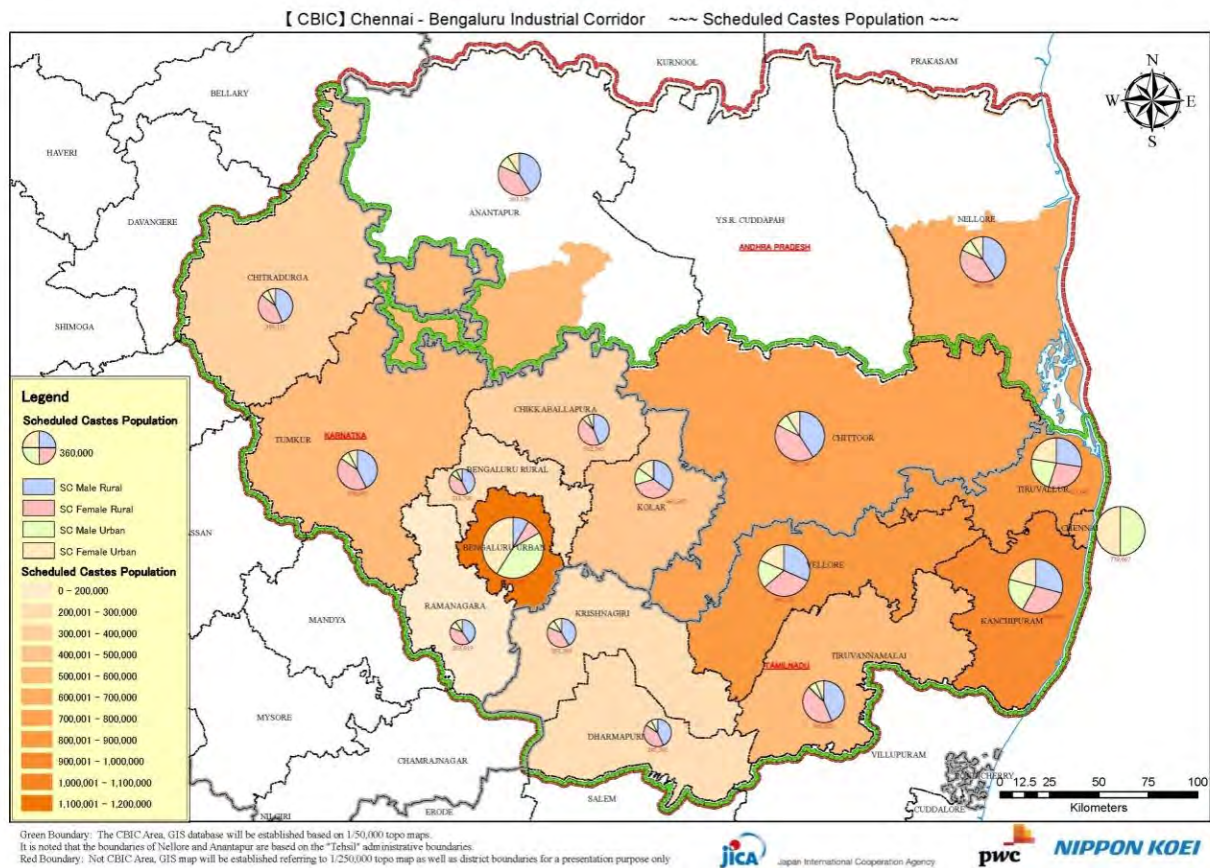 【 CBIC】 Chennai - Bengaluru Industrial Corridor ~~~ Scheduled Castes Population ~~~
KURNOOL
PRAKASAM
N
W E
S
BELLARY
HAVERI
DAVANGERE
ANANTAPUR
Y.S.R. CUDDAPAH
NELLORE
ANDHRA PRADESH
CHITRADURGA
SHIMOGA
Legend
Scheduled Castes Population
360,000
SC Male Rural
SC Female Rural
SC Male Urban
SC Female Urban
Scheduled Castes Population
0 - 200,000
200,001 - 300,000
300,001 - 400,000
400,001 - 500,000
500,001 - 600,000
600,001 - 700,000
700,001 - 800,000
800,001 - 900,000
900,001 - 1,000,000
1,000,001 - 1,100,000
1,100,001 - 1,200,000
CHIKKABALLAPURA
TUMKUR
KARNATKA
CHITTOOR
BENGALURU RURAL
KOLAR
TIRUVALLUR
CHENNAI
SSAN
BENGALURU URBAN
VELLORE
KANCHIPURAM
RAMANAGARA
KRISHNAGIRI
MANDYA
TIRUVANNAMALAI
TAMILNADU
MYSORE
DHARMAPURI
CHAMRAJNAGAR
VILLUPURAM
SALEM
CUDDALORE
NILGIRI
ERODE
0 12.5 25 50 75 100
Kilometers
Green Boundary: The CBIC Area, GIS database will be established based on 1/50,000 topo maps.
It is noted that the boundaries of Nellore and Anantapur are based on the "Tehsil" administrative boundaries.
Red Boundary: Not CBIC Area, GIS map will be established referring to 1/250,000 topo map as well as district boundaries for a presentation purpose only
jICA Japan International Cooperation Agency
pwc
NIPPON KOEI